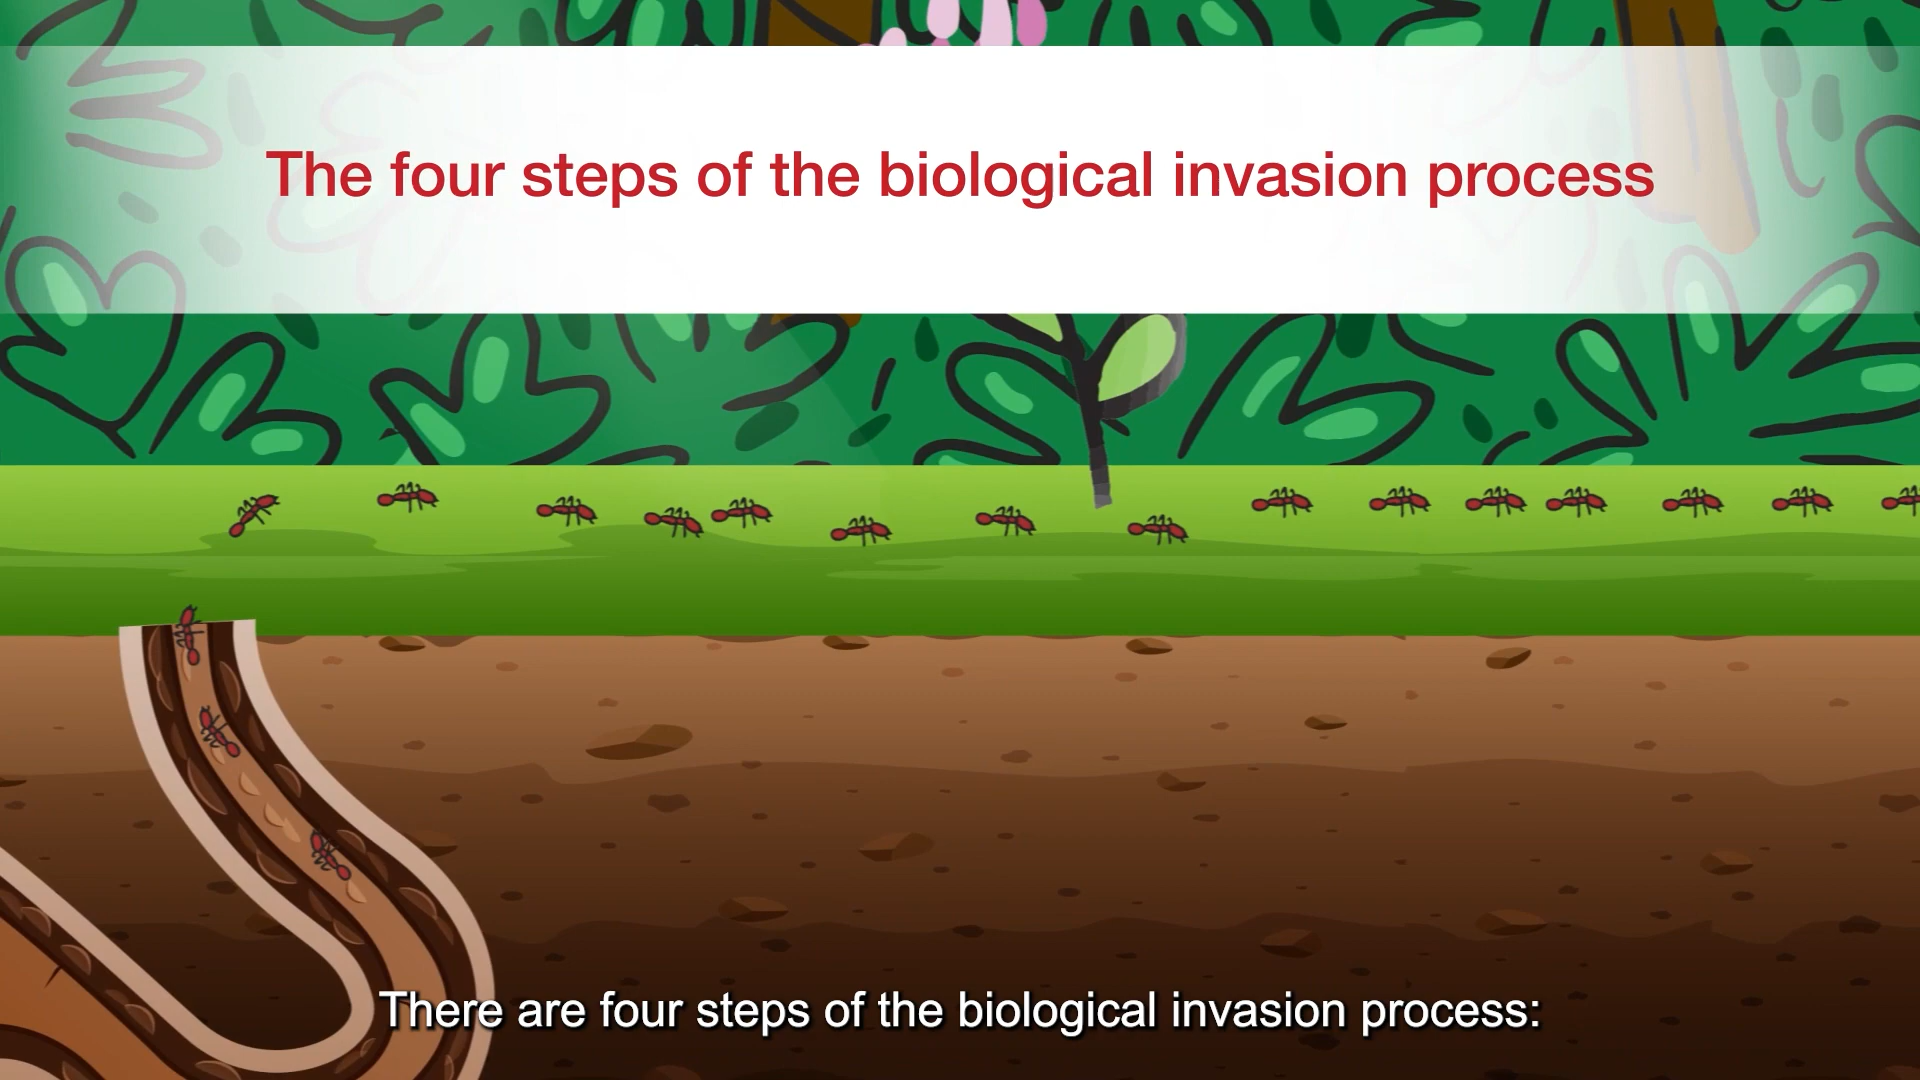 The four steps of the biological invasion process
There are four steps of the biological invasion process: